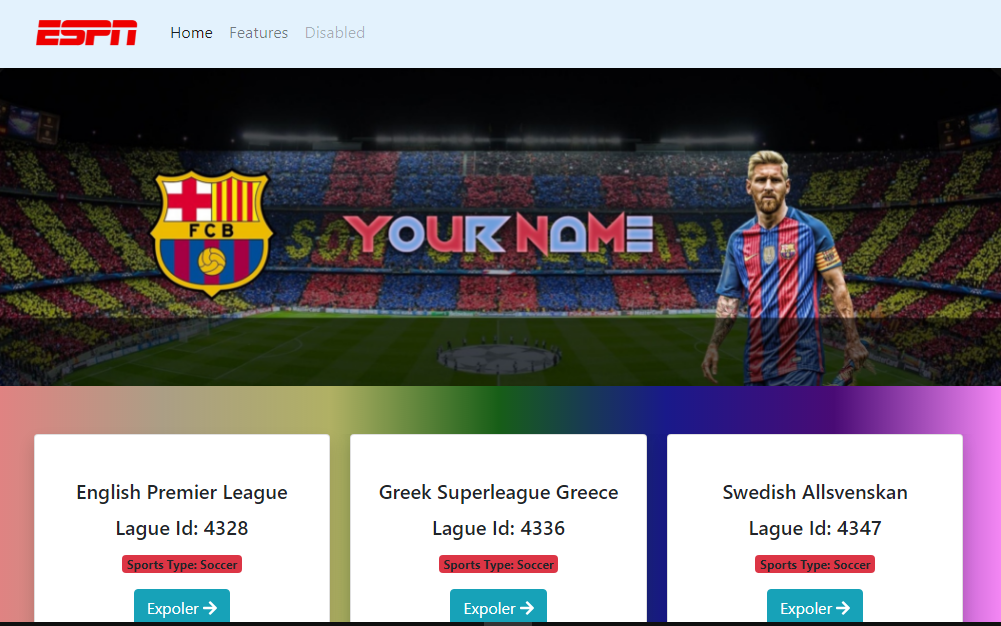 ESPN Home Features Disabled
FCB
YOUR NAME
English Premier League
Lague Id: 4328
Sports Type: Soccer
Expoler
Greek Superleague Greece
Lague Id: 4336
Sports Type: Soccer
Expoler
Swedish Allsvenskan
Lague Id: 4347
Sports Type: Soccer
Expoler